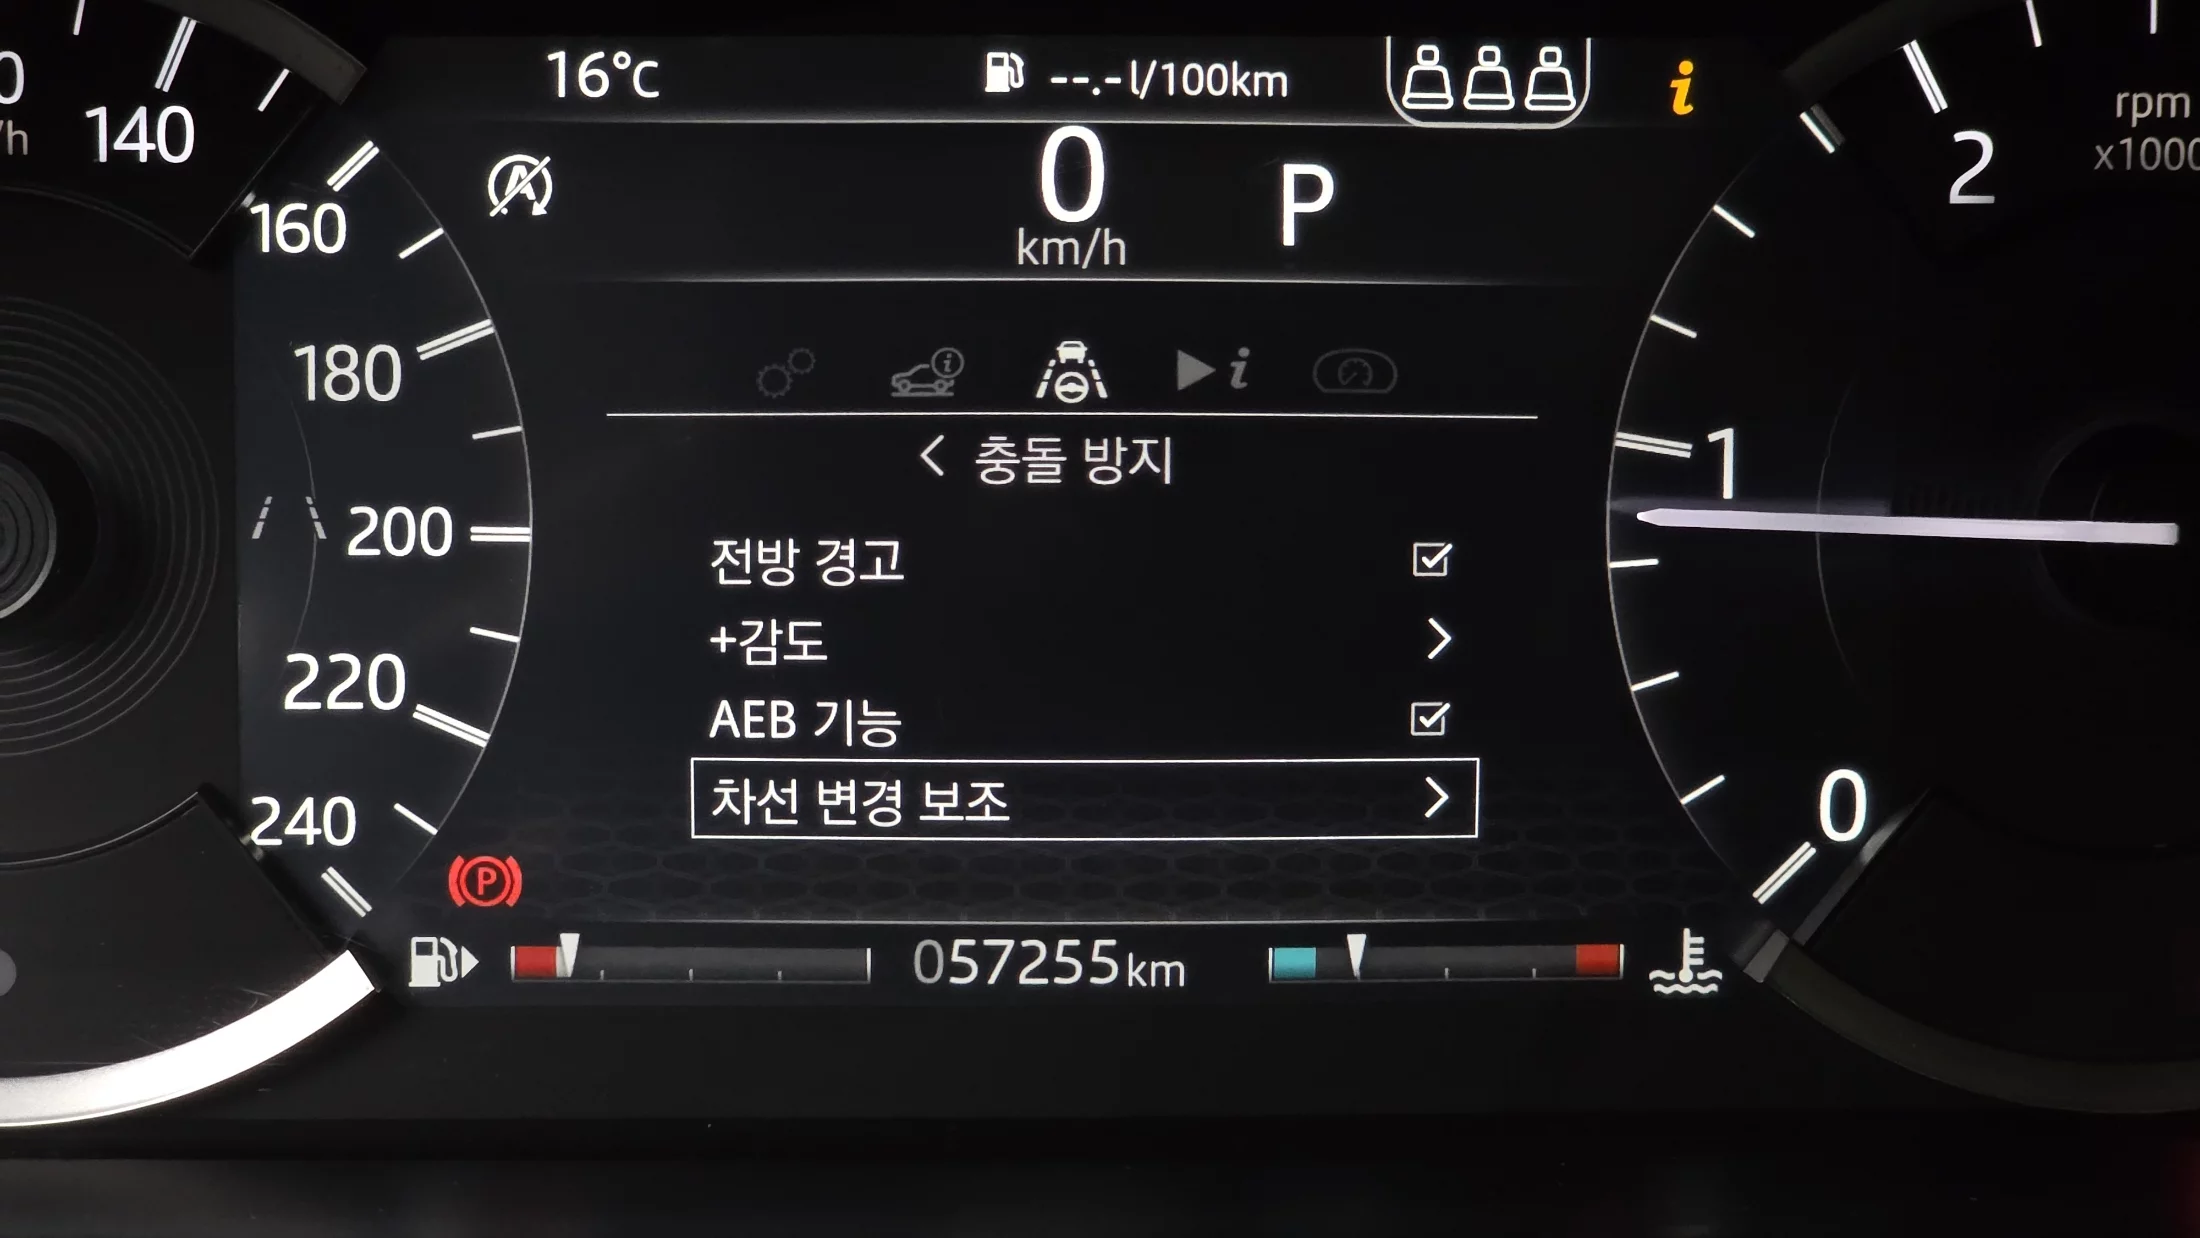 16°C
--.-l/100km
i
0
km/h
P
140
160
180
200
220
240
/h
rpm
x1000
2
1
0
i
i
< 충돌 방지
전방 경고
+감도 >
AEB 기능
차선 변경 보조 >
P
057255km